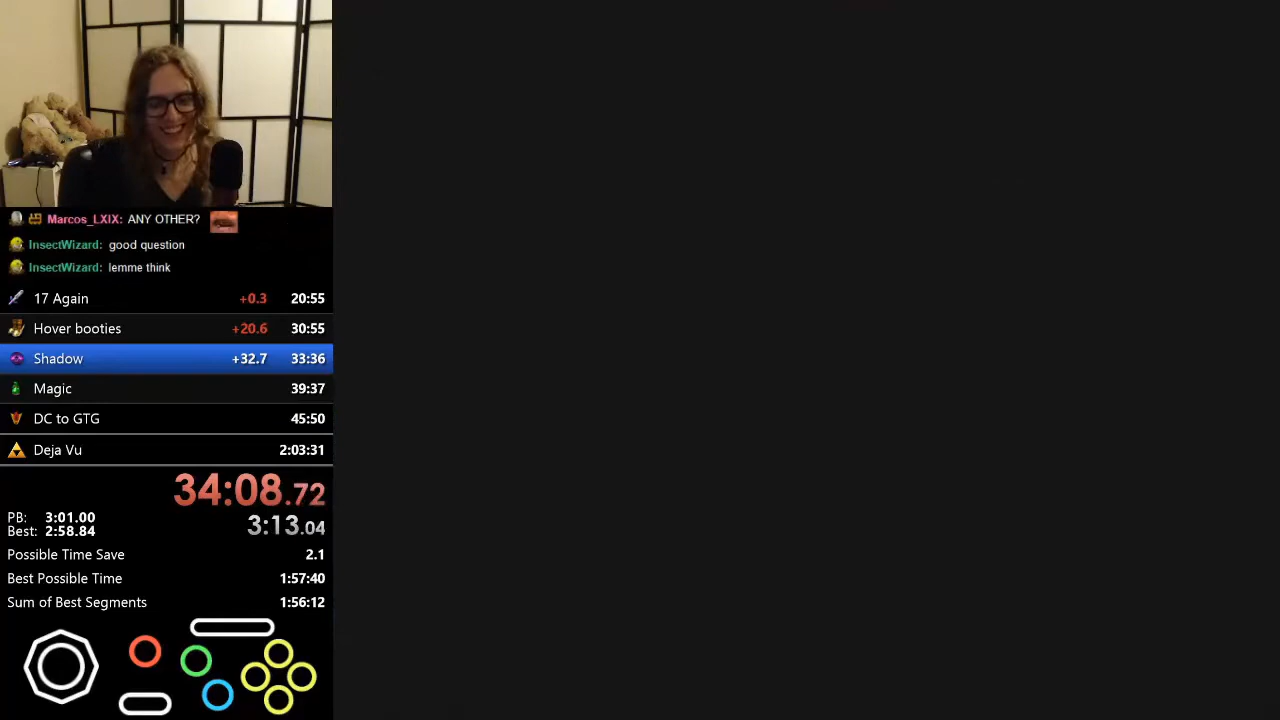 Marcos_LXIX: ANY OTHER?
InsectWizard: good question
InsectWizard: lemme think
17 Again +0.3 20:55
Hover booties +20.6 30:55
Shadow +32.7 33:36
Magic 39:37
DC to GTG 45:50
Deja Vu 2:03:31
34:08.72
PB: 3:01.00 3:13.04
Best: 2:58.84
Possible Time Save 2.1
Best Possible Time 1:57:40
Sum of Best Segments 1:56:12